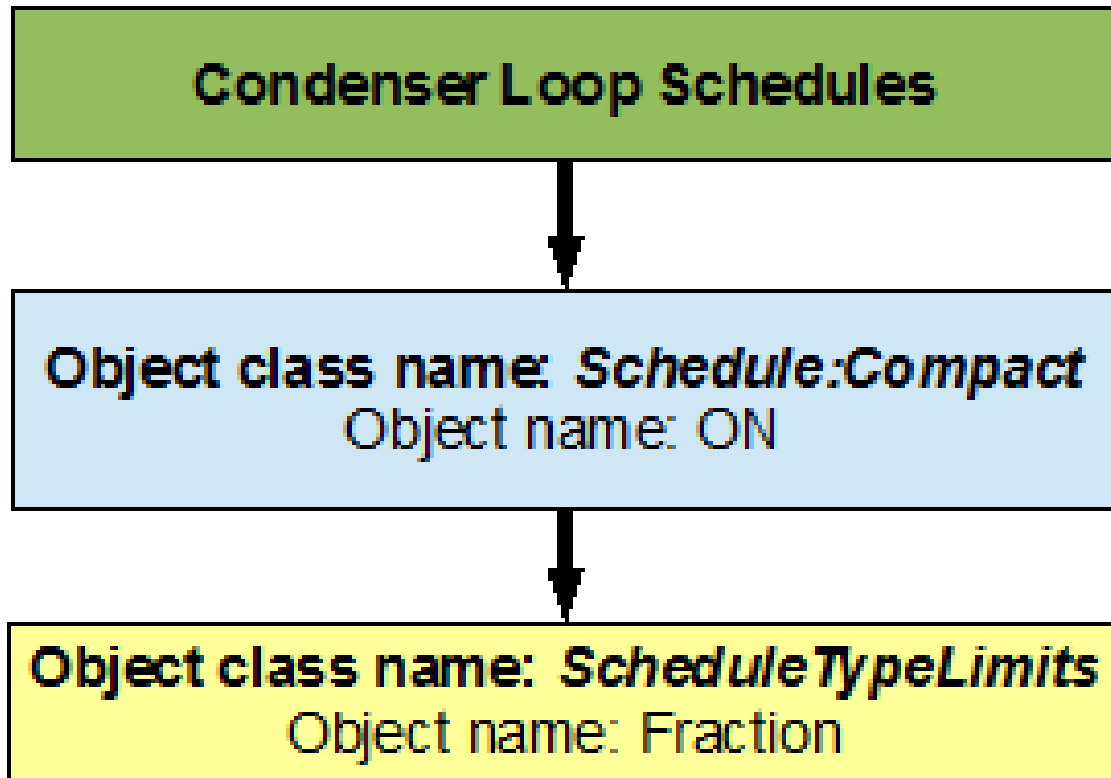 Condenser Loop Schedules
Object class name: Schedule:Compact
Object name: ON
Object class name: ScheduleTypeLimits
Object name: Fraction